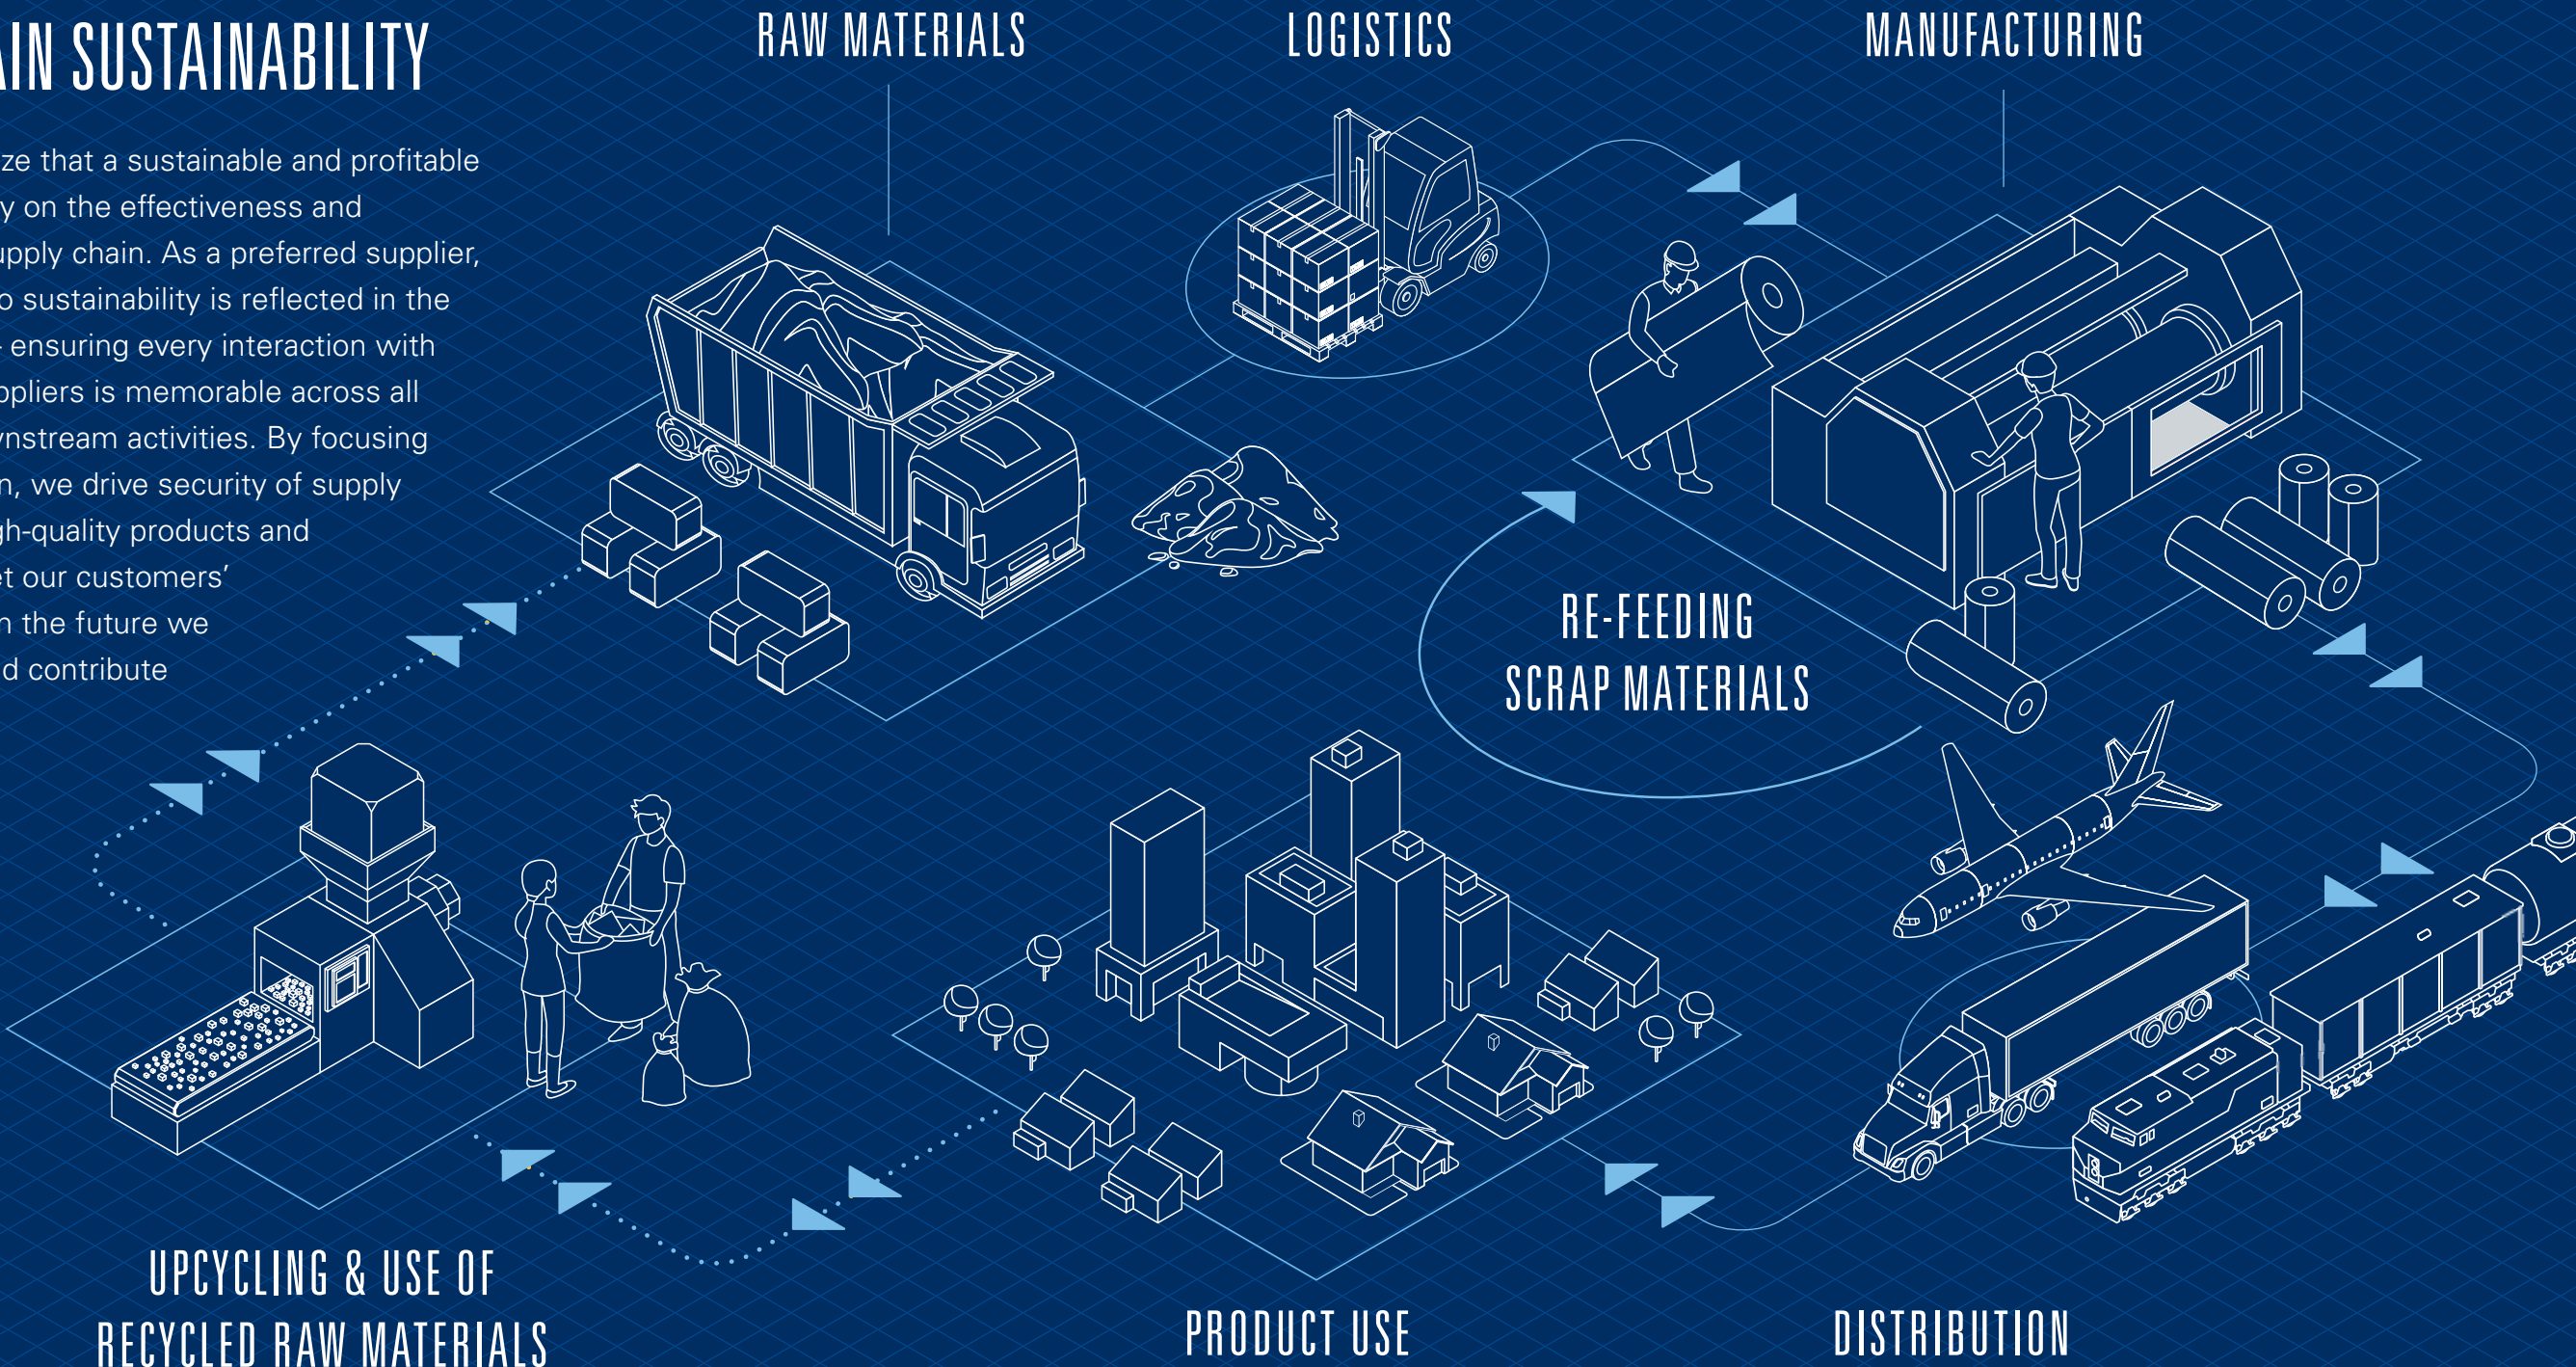 AIN SUSTAINABILITY
ze that a sustainable and profitable
y on the effectiveness and
upply chain. As a preferred supplier,
o sustainability is reflected in the
ensuring every interaction with
ppliers is memorable across all
wnstream activities. By focusing
n, we drive security of supply
gh-quality products and
et our customers’
n the future we
d contribute
RAW MATERIALS
LOGISTICS
MANUFACTURING
RE-FEEDING
SCRAP MATERIALS
UPCYCLING & USE OF
RECYCLED RAW MATERIALS
PRODUCT USE
DISTRIBUTION